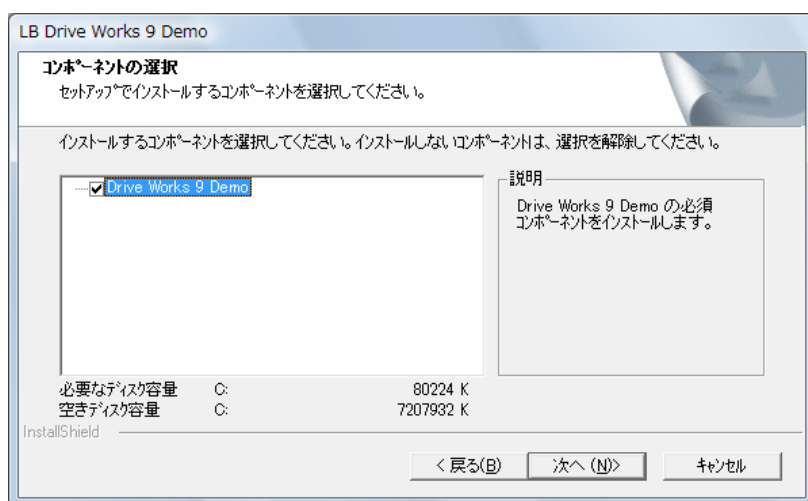 LB Drive Works 9 Demo
コンポーネントの選択
セットアップでインストールするコンポーネントを選択してください。
インストールするコンポーネントを選択してください。インストールしないコンポーネントは、選択を解除してください。
Drive Works 9 Demo
説明
Drive Works 9 Demo の必須
コンポーネントをインストールします。
必要なディスク容量 C: 80224 K
空きディスク容量 C: 7207932 K
InstallShield
< 戻る(B) 次へ (N)> キャンセル